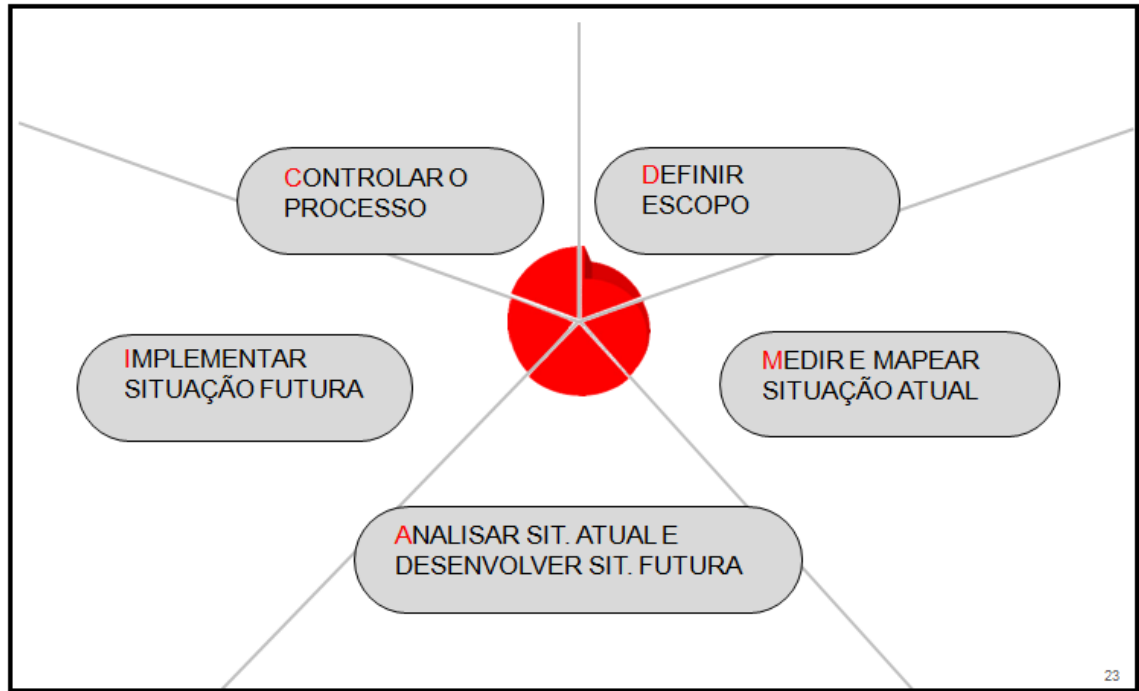 CONTROLAR O
PROCESSO
DEFINIR
ESCOPO
IMPLEMENTAR
SITUAÇÃO FUTURA
MEDIR E MAPEAR
SITUAÇÃO ATUAL
ANALISAR SIT. ATUAL E
DESENVOLVER SIT. FUTURA
23